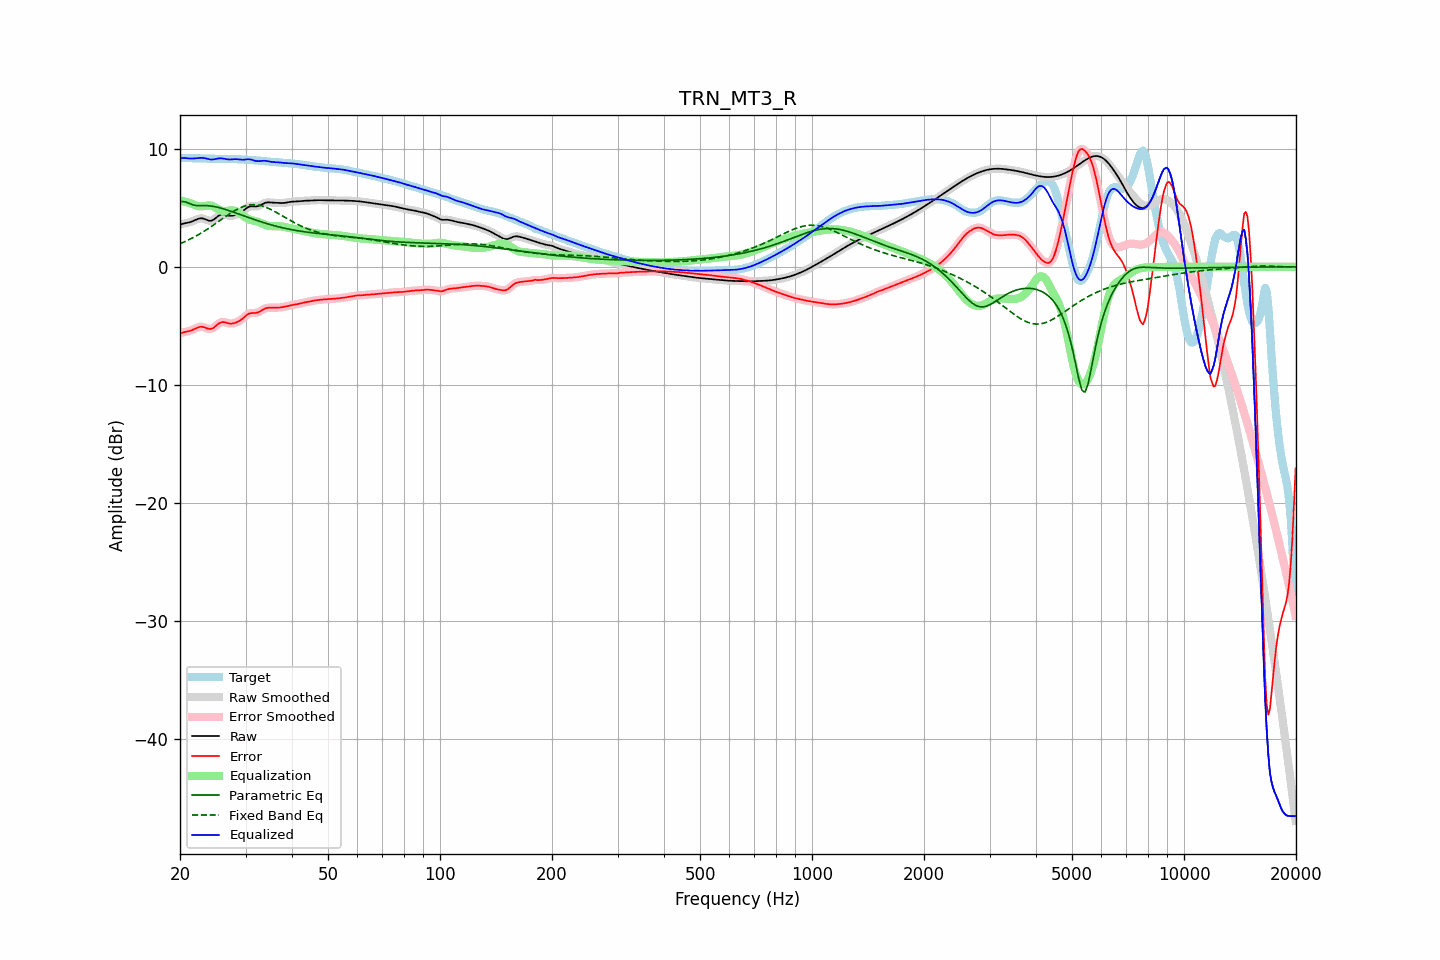 TRN_MT3_R
10
0
−10
−20
−30
−40
Amplitude (dBr)
Target
Raw Smoothed
Error Smoothed
Raw
Error
Equalization
Parametric Eq
Fixed Band Eq
Equalized
20 50 100 200 500 1000 2000 5000 10000 20000
Frequency (Hz)